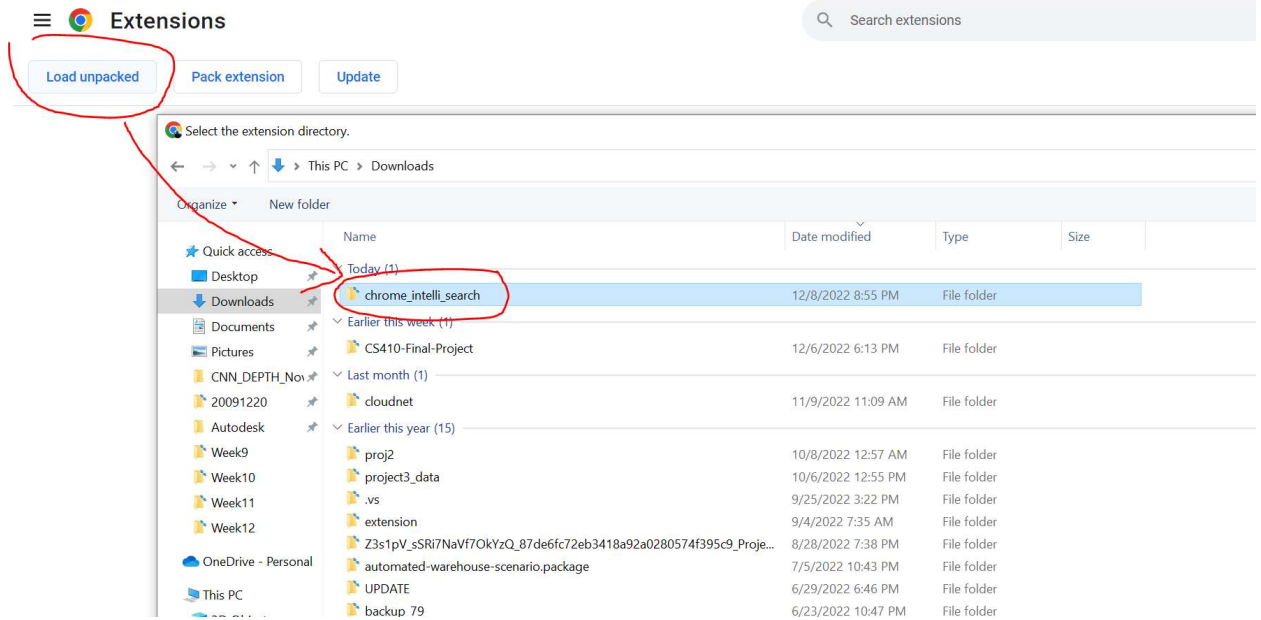 Extensions
Search extensions
Load unpacked Pack extension Update
Select the extension directory.
This PC > Downloads
Organize New folder
Name Date modified Type Size
Quick access
Desktop
Downloads
Documents
Pictures
CNN_DEPTH_Nov
20091220
Autodesk
Week9
Week10
Week11
Week12
OneDrive - Personal
This PC
Today (1)
chrome_intelli_search 12/8/2022 8:55 PM File folder
Earlier this week (1)
CS410-Final-Project 12/6/2022 6:13 PM File folder
Last month (1)
cloudnet 11/9/2022 11:09 AM File folder
Earlier this year (15)
proj2 10/8/2022 12:57 AM File folder
project3_data 10/6/2022 12:55 PM File folder
.vs 9/25/2022 3:22 PM File folder
extension 9/4/2022 7:35 AM File folder
Z3s1pV_sSRi7NaVf7OkYzQ_87de6fc72eb3418a92a0280574f395c9_Proje... 8/28/2022 7:38 PM File folder
automated-warehouse-scenario.package 7/5/2022 10:43 PM File folder
UPDATE 6/29/2022 6:46 PM File folder
backup_79 6/23/2022 10:47 PM File folder